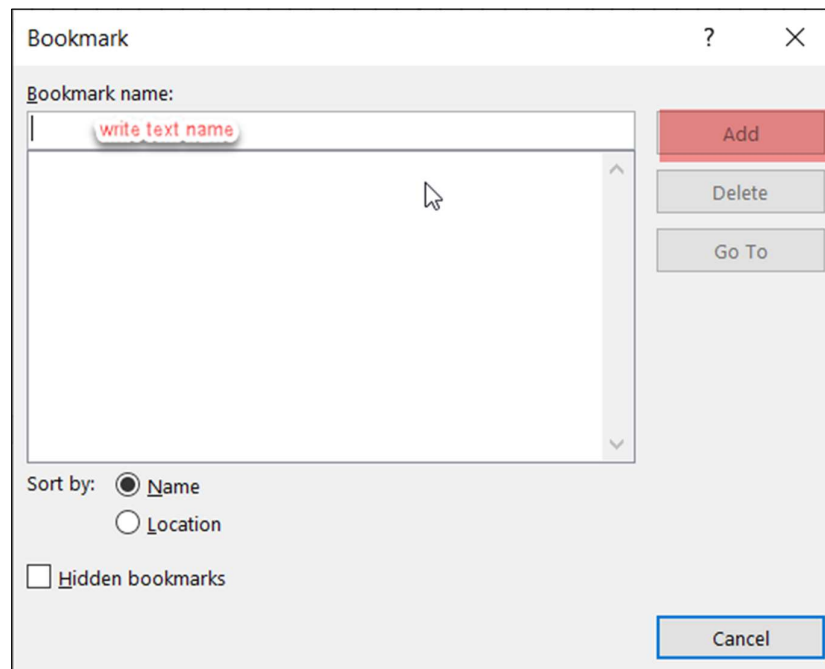 Bookmark ?
Bookmark name:
write text name
Add
Delete
Go To
Sort by: Name
Location
Hidden bookmarks
Cancel